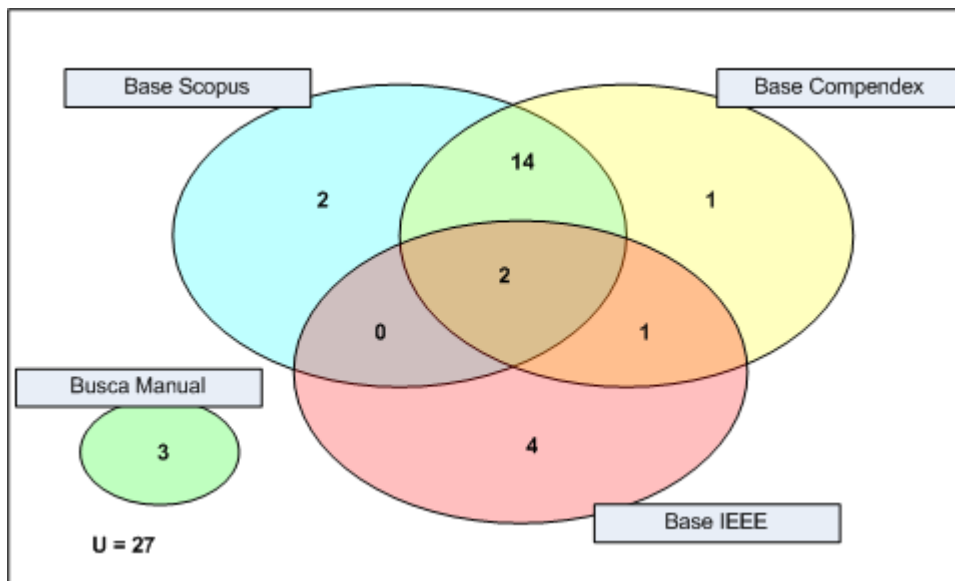 Base Scopus
Base Compendex
14
2
1
2
0
1
Busca Manual
3
4
Base IEEE
U = 27